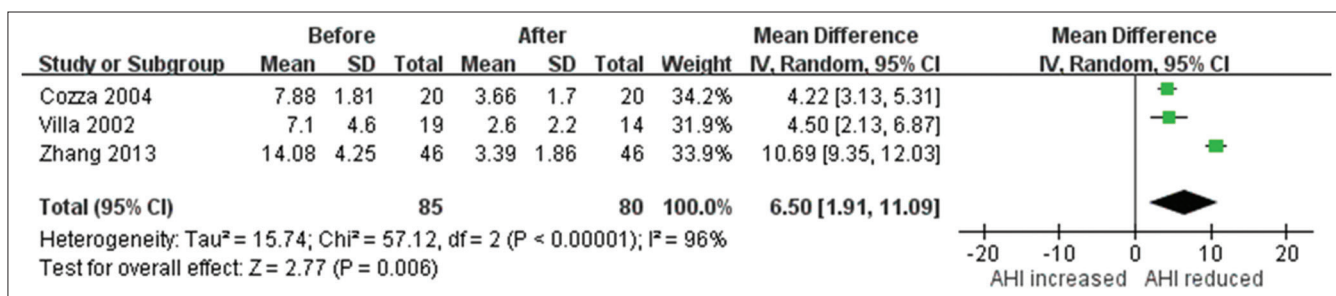 Before After Mean Difference Mean Difference
Study or Subgroup Mean SD Total Mean SD Total Weight IV, Random, 95% CI IV, Random, 95% CI
Cozza 2004 7.88 1.81 20 3.66 1.7 20 34.2% 4.22 [3.13, 5.31]
Villa 2002 7.1 4.6 19 2.6 2.2 14 31.9% 4.50 [2.13, 6.87]
Zhang 2013 14.08 4.25 46 3.39 1.86 46 33.9% 10.69 [9.35, 12.03]
Total (95% CI) 85 80 100.0% 6.50 [1.91, 11.09]
Heterogeneity: Tau² = 15.74; Chi² = 57.12, df = 2 (P < 0.00001); I² = 96%
Test for overall effect: Z = 2.77 (P = 0.006)
-20 -10 0 10 20
AHI increased AHI reduced